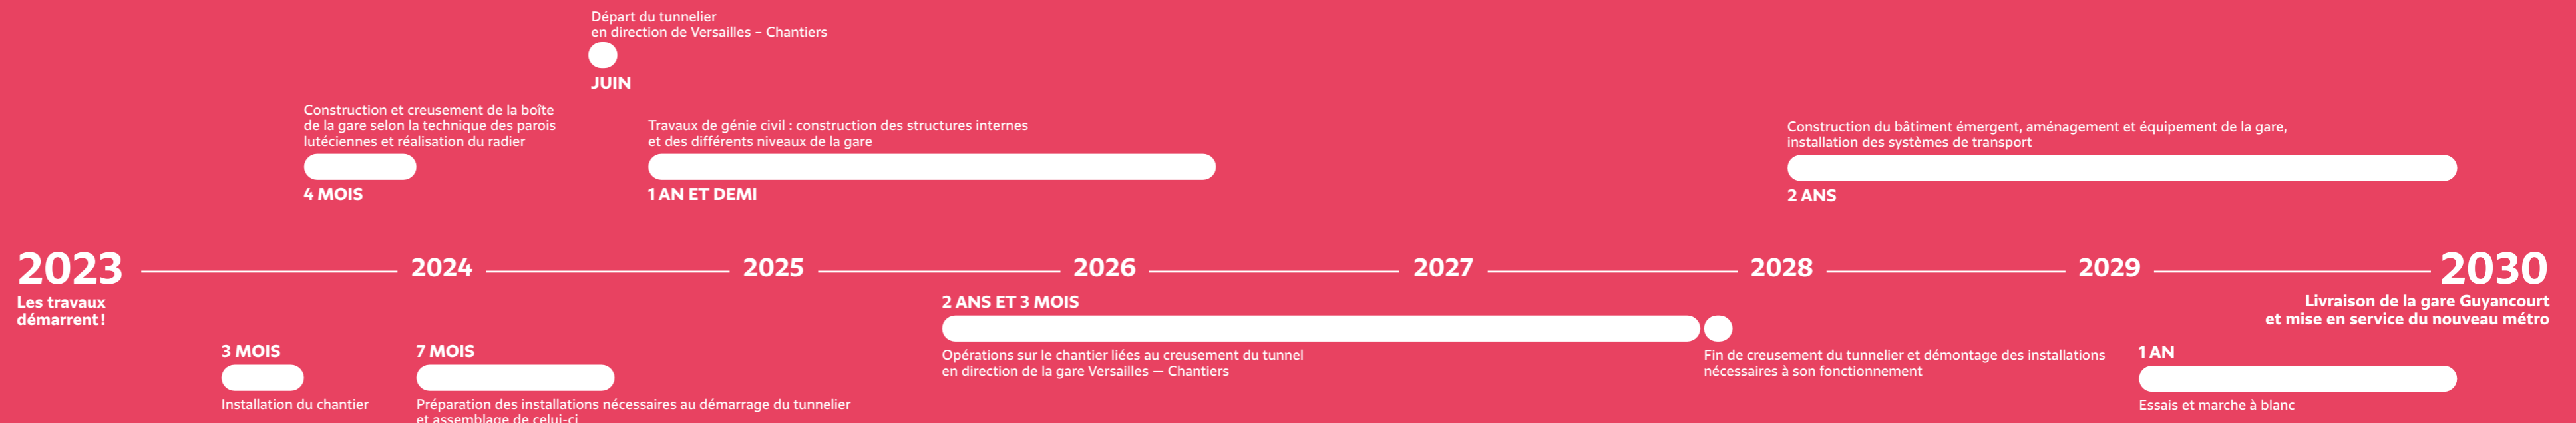 Départ du tunnelier
en direction de Versailles – Chantiers
JUIN
Construction et creusement de la boîte
de la gare selon la technique des parois
lutéciennes et réalisation du radier
4 MOIS
Travaux de génie civil : construction des structures internes
et des différents niveaux de la gare
1 AN ET DEMI
Construction du bâtiment émergent, aménagement et équipement de la gare,
installation des systèmes de transport
2 ANS
2023
2024
2025
2026
2027
2028
2029
2030
Les travaux
démarrent !
Livraison de la gare Guyancourt
et mise en service du nouveau métro
3 MOIS
Installation du chantier
7 MOIS
Préparation des installations nécessaires au démarrage du tunnelier
et assemblage de celui-ci
2 ANS ET 3 MOIS
Opérations sur le chantier liées au creusement du tunnel
en direction de la gare Versailles — Chantiers
Fin de creusement du tunnelier et démontage des installations
nécessaires à son fonctionnement
1 AN
Essais et marche à blanc